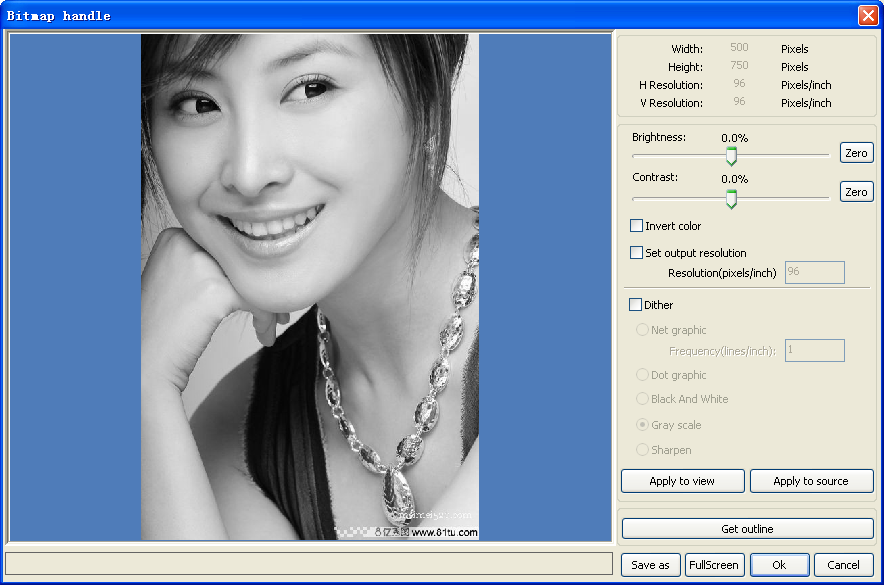 Bitmap handle
Width: 500 Pixels
Height: 750 Pixels
H Resolution: 96 Pixels/inch
V Resolution: 96 Pixels/inch
Brightness: 0.0%
Zero
Contrast: 0.0%
Zero
Invert color
Set output resolution
Resolution(pixels/inch) 96
Dither
Net graphic
Frequency(lines/inch): 1
Dot graphic
Black And White
Gray scale
Sharpen
Apply to view Apply to source
Get outline
Save as FullScreen Ok Cancel
www.81tu.com